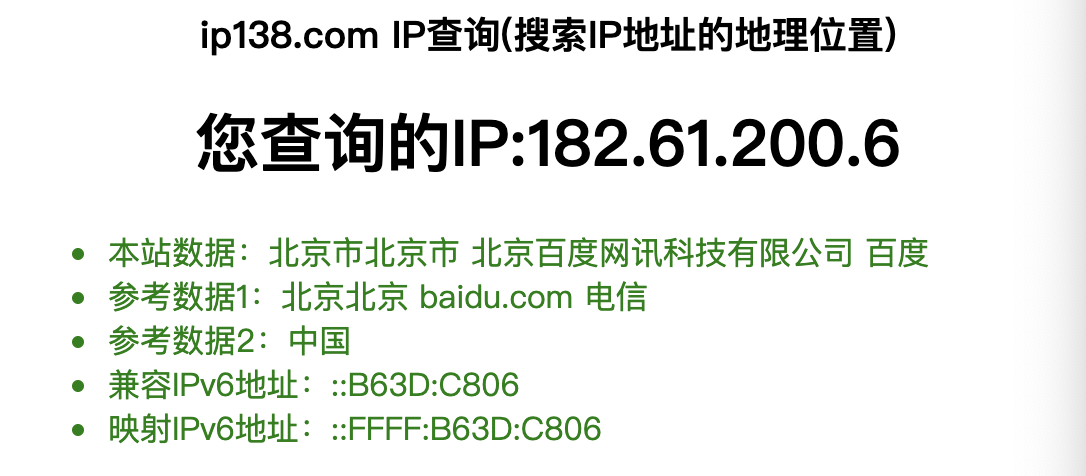 ip138.com IP查询(搜索IP地址的地理位置)
您查询的IP:182.61.200.6
本站数据：北京市北京市 北京百度网讯科技有限公司 百度
参考数据1：北京北京 baidu.com 电信
参考数据2：中国
兼容IPv6地址：::B63D:C806
映射IPv6地址：::FFFF:B63D:C806